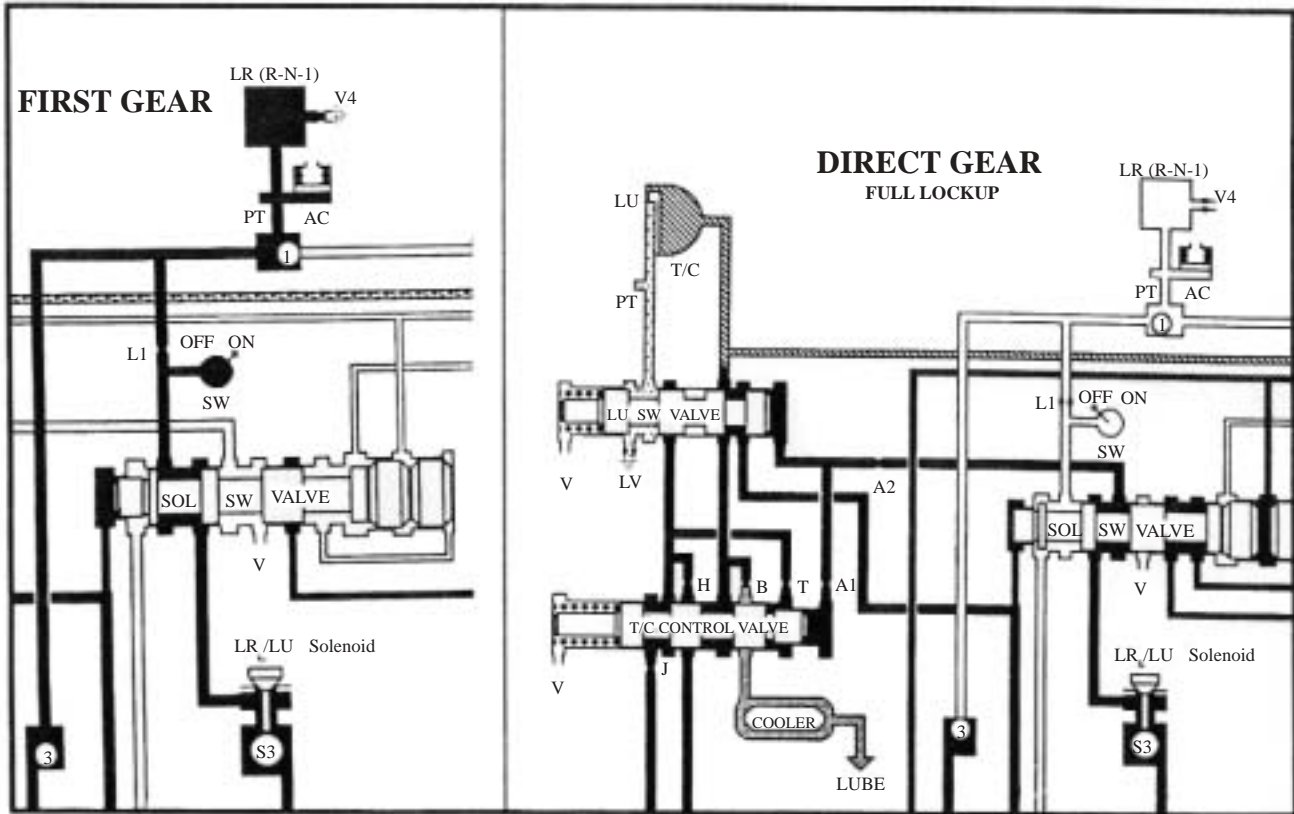 FIRST GEAR
LR (R-N-1)
V4
PT
AC
1
L1
OFF ON
SW
SOL SW VALVE
V
LR /LU Solenoid
3
S3
DIRECT GEAR
FULL LOCKUP
LR (R-N-1)
V4
LU
T/C
PT
PT
AC
1
L1
OFF ON
SW
LU SW VALVE
V
LV
A2
SOL SW VALVE
V
H
B
T
A1
T/C CONTROL VALVE
V
J
LR /LU Solenoid
COOLER
3
S3
LUBE